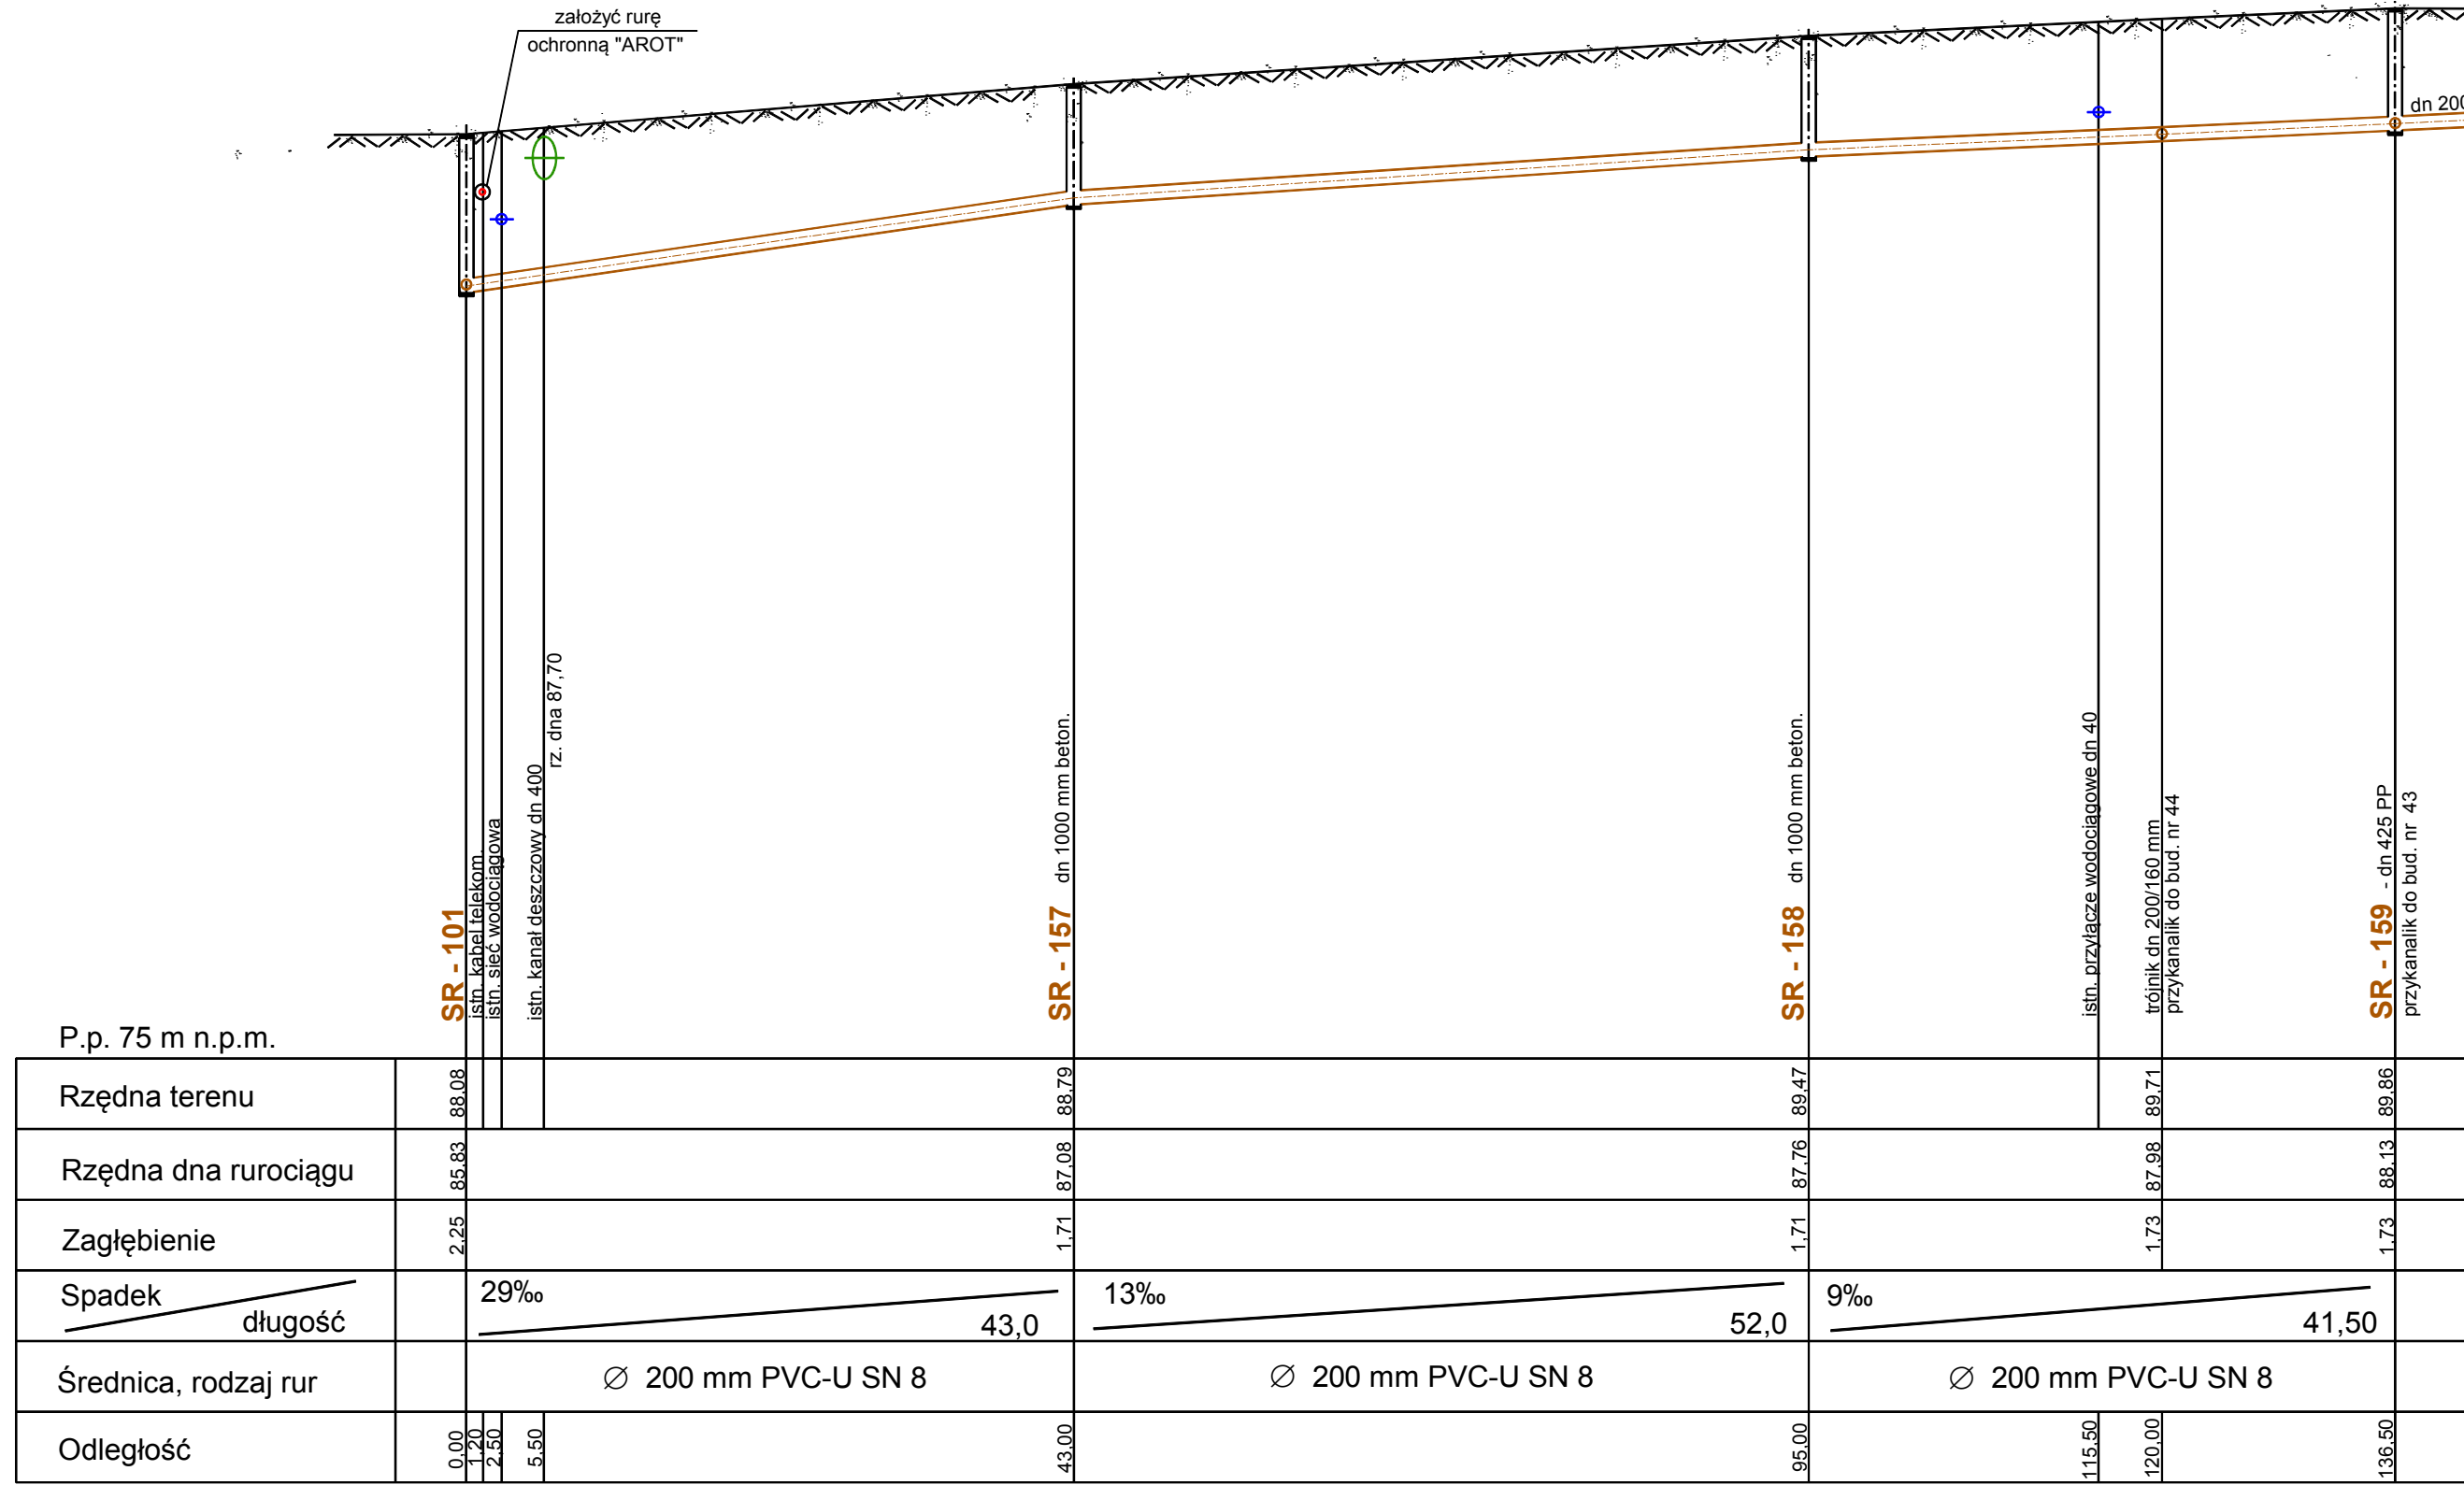 założyć rurę
ochronną "AROT"
dn 200
rz. dna 87,70
istn. kanał deszczowy dn 400
istn. sieć wodociągowa
istn. kabel telekom.
SR - 101
SR - 157 dn 1000 mm beton.
SR - 158 dn 1000 mm beton.
istn. przyłącze wodociągowe dn 40
trójnik dn 200/160 mm
przykanalik do bud. nr 44
SR - 159 - dn 425 PP
przykanalik do bud. nr 43
P.p. 75 m n.p.m.
Rzędna terenu 88,08 88,79 89,47 89,71 89,86
Rzędna dna rurociągu 85,83 87,08 87,76 87,98 88,13
Zagłębienie 2,25 1,71 1,71 1,73 1,73
Spadek 29‰ 13‰ 9‰
długość 43,0 52,0 41,50
Średnica, rodzaj rur ∅ 200 mm PVC-U SN 8 ∅ 200 mm PVC-U SN 8 ∅ 200 mm PVC-U SN 8
Odległość 0,00 1,20 2,50 5,50 43,00 95,00 115,50 120,00 136,50